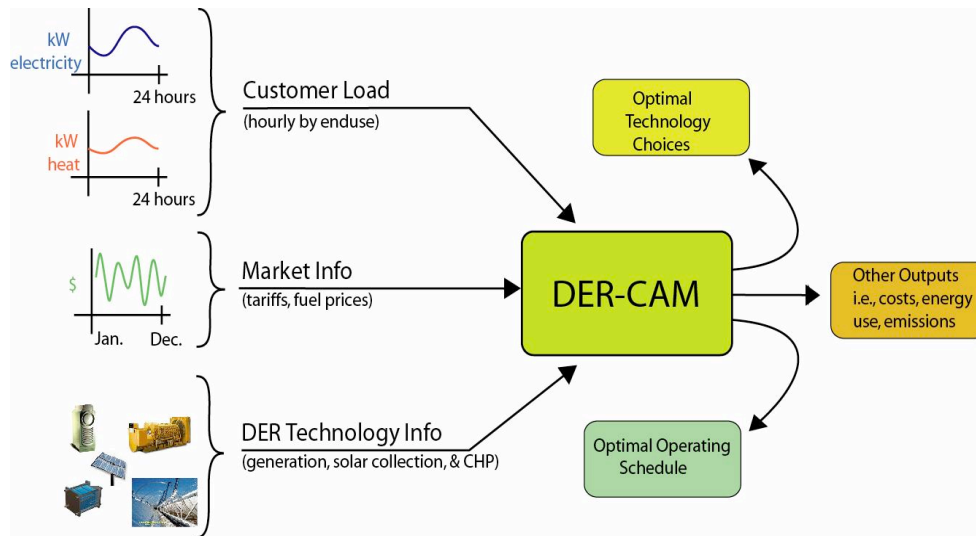 kW
electricity
24 hours
kW
heat
24 hours
Customer Load
(hourly by enduse)
$
Jan.
Dec.
Market Info
(tariffs, fuel prices)
DER Technology Info
(generation, solar collection, & CHP)
DER-CAM
Optimal
Technology
Choices
Other Outputs
i.e., costs, energy
use, emissions
Optimal Operating
Schedule